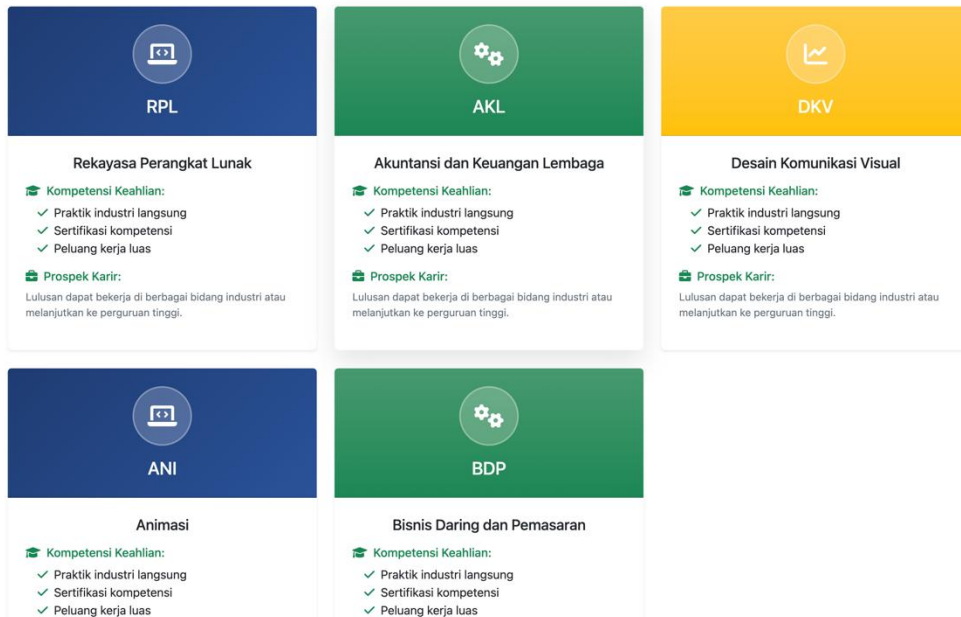 RPL
Rekayasa Perangkat Lunak
Kompetensi Keahlian:
Praktik industri langsung
Sertifikasi kompetensi
Peluang kerja luas
Prospek Karir:
Lulusan dapat bekerja di berbagai bidang industri atau
melanjutkan ke perguruan tinggi.
AKL
Akuntansi dan Keuangan Lembaga
Kompetensi Keahlian:
Praktik industri langsung
Sertifikasi kompetensi
Peluang kerja luas
Prospek Karir:
Lulusan dapat bekerja di berbagai bidang industri atau
melanjutkan ke perguruan tinggi.
DKV
Desain Komunikasi Visual
Kompetensi Keahlian:
Praktik industri langsung
Sertifikasi kompetensi
Peluang kerja luas
Prospek Karir:
Lulusan dapat bekerja di berbagai bidang industri atau
melanjutkan ke perguruan tinggi.
ANI
Animasi
Kompetensi Keahlian:
Praktik industri langsung
Sertifikasi kompetensi
Peluang kerja luas
BDP
Bisnis Daring dan Pemasaran
Kompetensi Keahlian:
Praktik industri langsung
Sertifikasi kompetensi
Peluang kerja luas